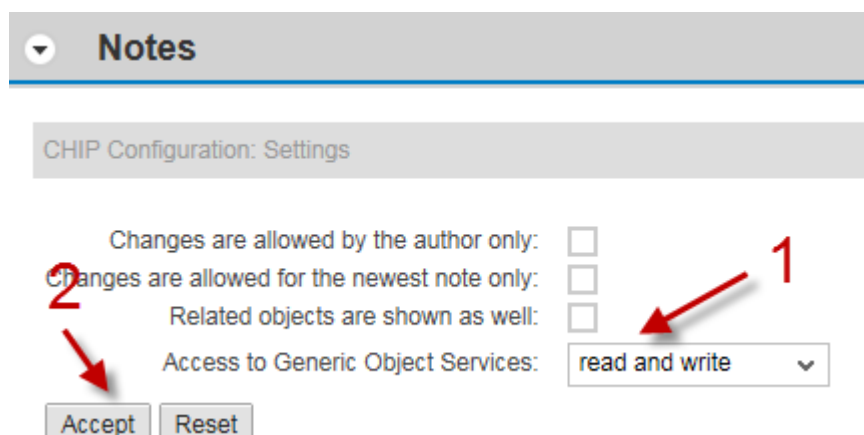 Notes
CHIP Configuration: Settings
Changes are allowed by the author only:
1
Changes are allowed for the newest note only:
2
Related objects are shown as well:
Access to Generic Object Services: read and write
Accept Reset